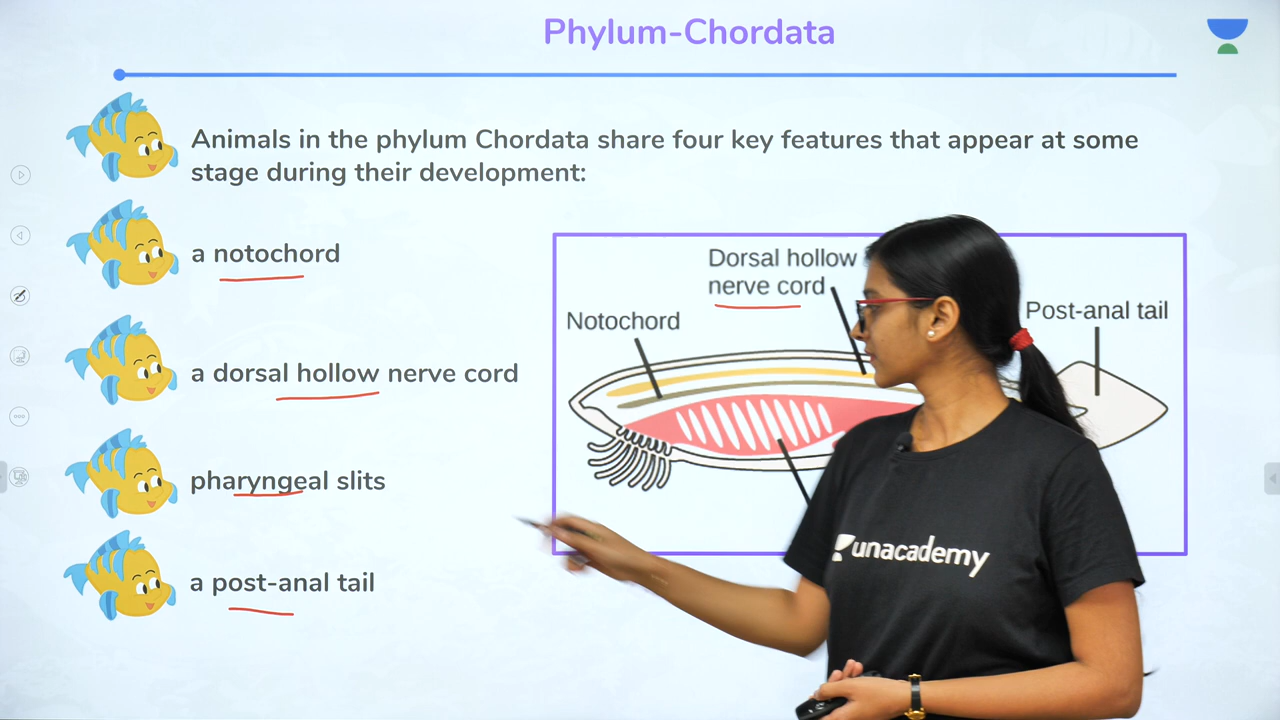 Phylum-Chordata
Animals in the phylum Chordata share four key features that appear at some
stage during their development:
a notochord
a dorsal hollow nerve cord
pharyngeal slits
a post-anal tail
Dorsal hollow
nerve cord
Notochord
Post-anal tail
unacademy